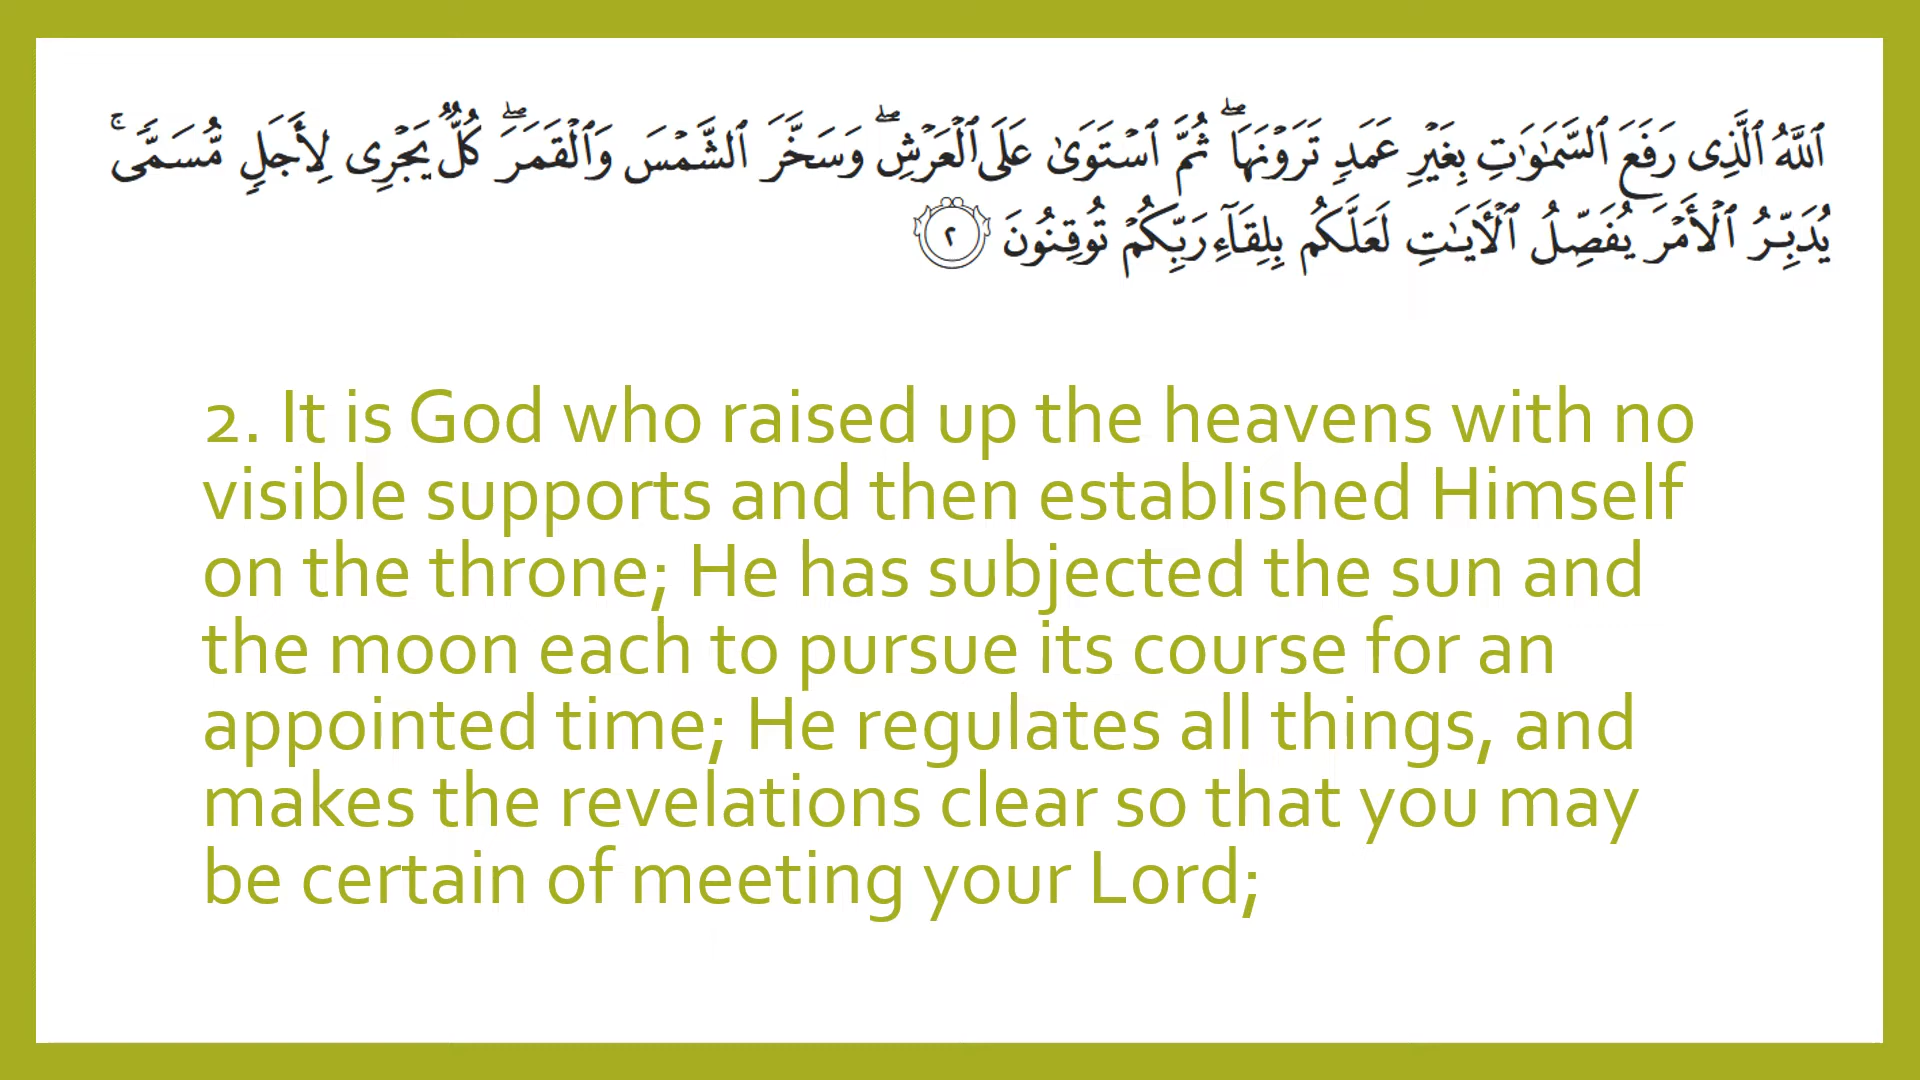 ٱللَّهُ ٱلَّذِى رَفَعَ ٱلسَّمَٰوَٰتِ بِغَيْرِ عَمَدٍ تَرَوْنَهَا ۖ ثُمَّ ٱسْتَوَىٰ عَلَى ٱلْعَرْشِ ۖ وَسَخَّرَ ٱلشَّمْسَ وَٱلْقَمَرَ ۖ كُلٌّ يَجْرِى لِأَجَلٍ مُّسَمًّى ۚ
يُدَبِّرُ ٱلْأَمْرَ يُفَصِّلُ ٱلْءَايَٰتِ لَعَلَّكُم بِلِقَآءِ رَبِّكُمْ تُوقِنُونَ ٢
2. It is God who raised up the heavens with no
visible supports and then established Himself
on the throne; He has subjected the sun and
the moon each to pursue its course for an
appointed time; He regulates all things, and
makes the revelations clear so that you may
be certain of meeting your Lord;